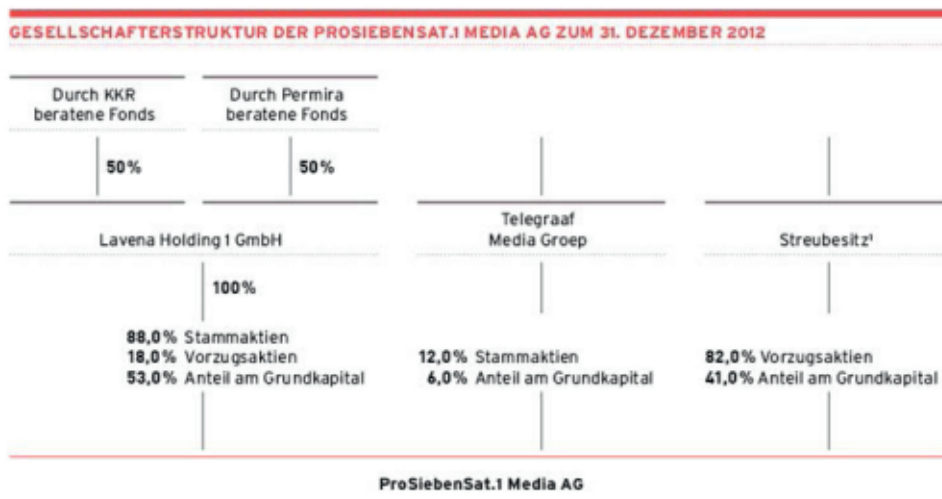 GESELLSCHAFTERSTRUKTUR DER PROSIEBENSAT.1 MEDIA AG ZUM 31. DEZEMBER 2012
Durch KKR
beratene Fonds
Durch Permira
beratene Fonds
50%
50%
Lavena Holding 1 GmbH
Telegraaf
Media Groep
Streubesitz¹
100%
88,0% Stammaktien
18,0% Vorzugsaktien
53,0% Anteil am Grundkapital
12,0% Stammaktien
6,0% Anteil am Grundkapital
82,0% Vorzugsaktien
41,0% Anteil am Grundkapital
ProSiebenSat.1 Media AG